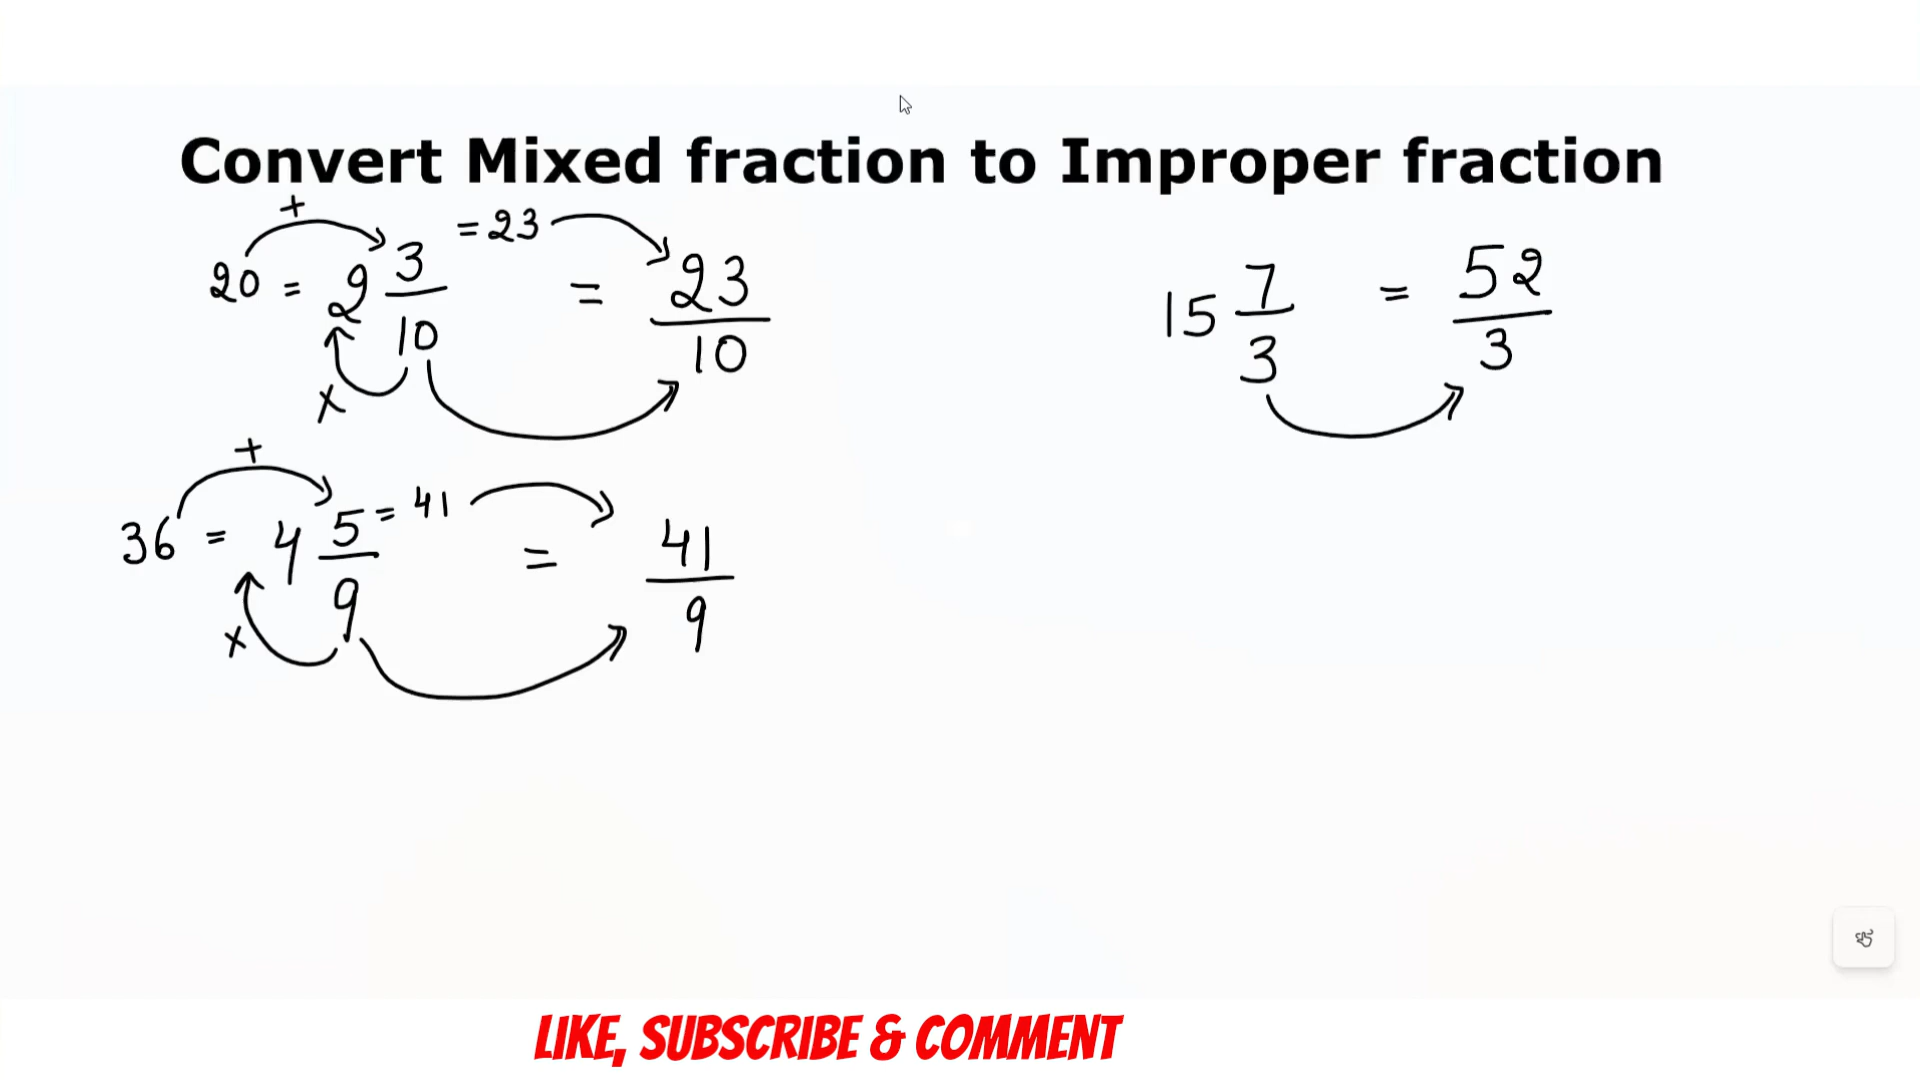 Convert Mixed fraction to Improper fraction
+
20 = 2 3/10 = 23 = 23/10
x
+
36 = 4 5/9 = 41 = 41/9
x
15 7/3 = 52/3
LIKE, SUBSCRIBE & COMMENT